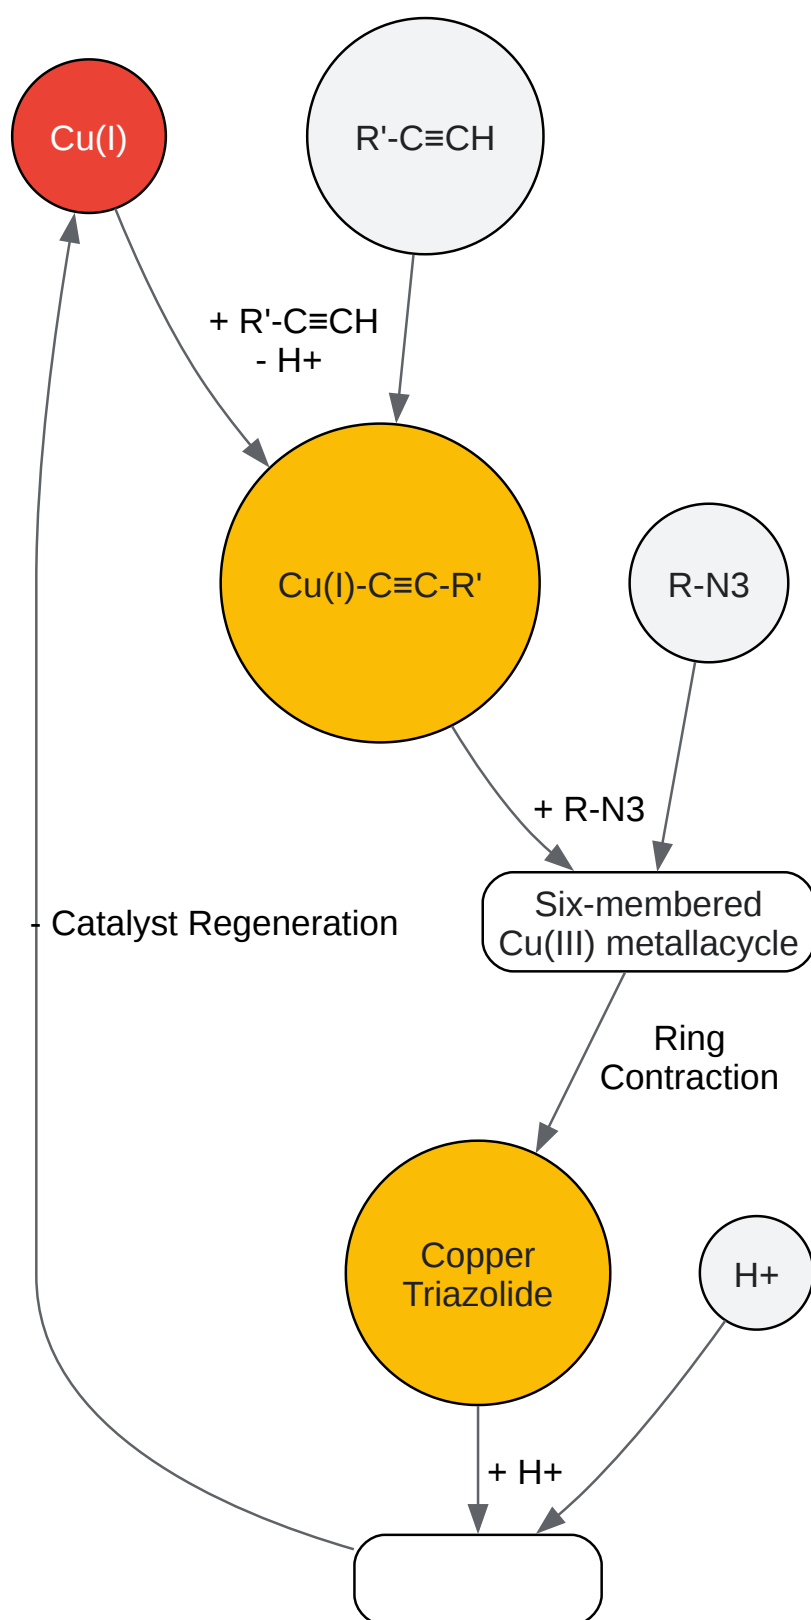 Cu(I)
R'-C≡CH
+ R'-C≡CH
- H+
Cu(I)-C≡C-R'
R-N3
+ R-N3
- Catalyst Regeneration
Six-membered
Cu(III) metallacycle
Ring
Contraction
Copper
Triazolide
H+
+ H+